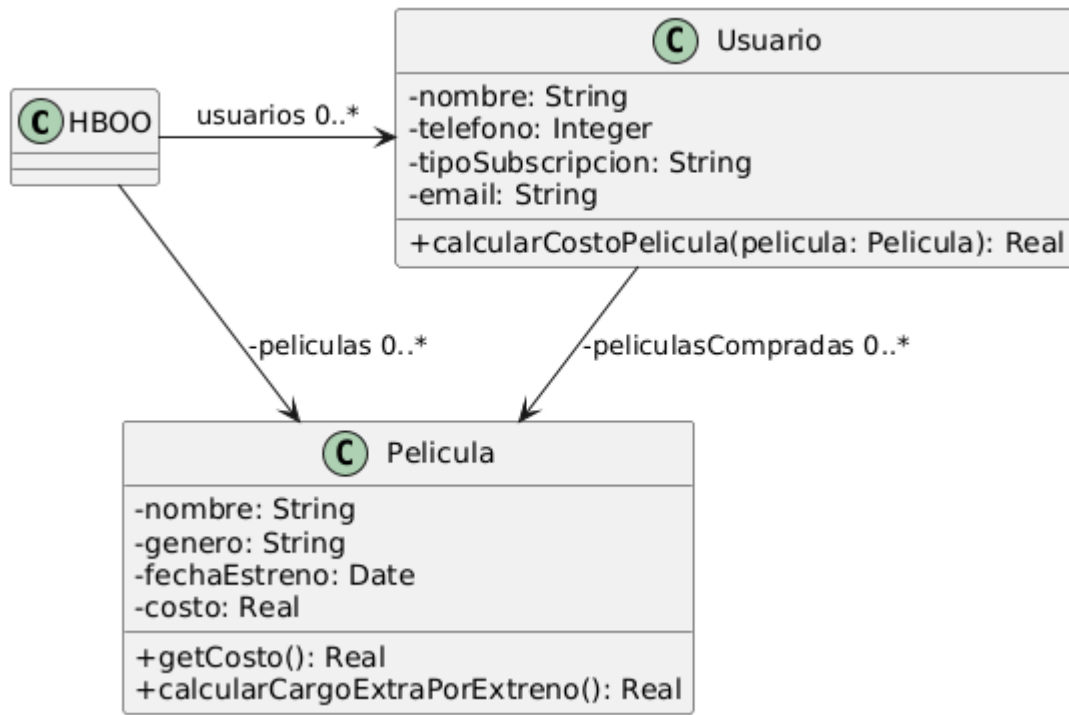 C Usuario
-nombre: String
-telefono: Integer
-tipoSubscripcion: String
-email: String
+calcularCostoPelicula(pelicula: Pelicula): Real
C HBOO
usuarios 0..*
-peliculas 0..*
-peliculasCompradas 0..*
C Pelicula
-nombre: String
-genero: String
-fechaEstreno: Date
-costo: Real
+getCosto(): Real
+calcularCargoExtraPorExtreno(): Real